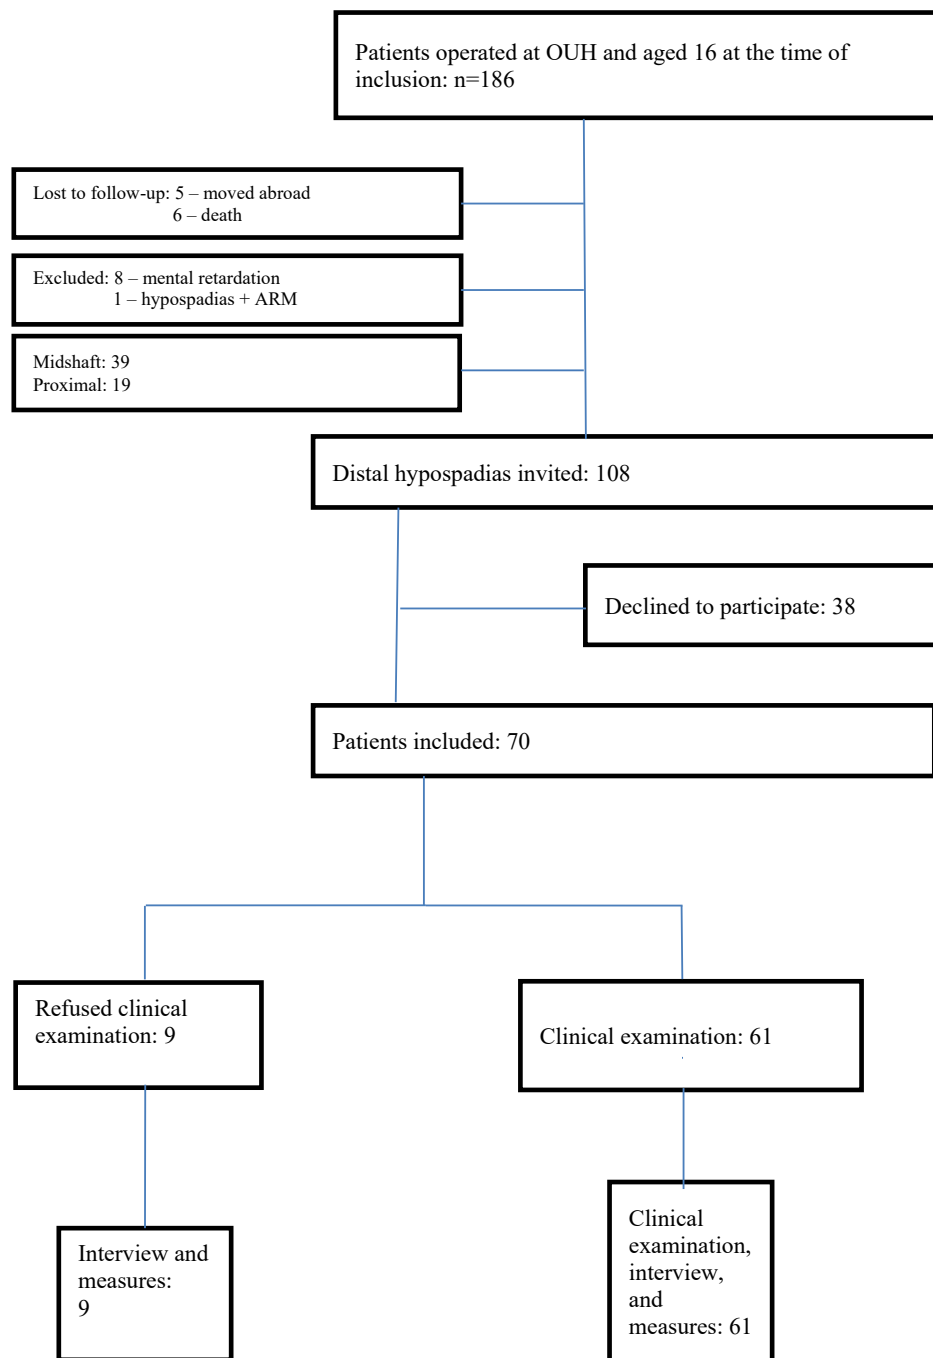 Patients operated at OUH and aged 16 at the time of
inclusion: n=186
Lost to follow-up: 5 – moved abroad
6 – death
Excluded: 8 – mental retardation
1 – hypospadias + ARM
Midshaft: 39
Proximal: 19
Distal hypospadias invited: 108
Declined to participate: 38
Patients included: 70
Refused clinical
examination: 9
Clinical examination: 61
Interview and
measures:
9
Clinical
examination,
interview,
and
measures: 61